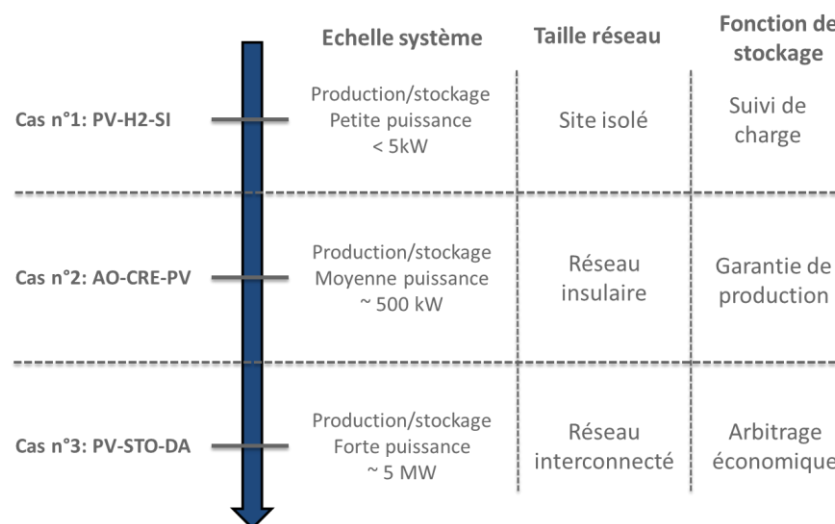 Echelle système
Taille réseau
Fonction de
stockage
Cas n°1: PV-H2-SI
Production/stockage
Petite puissance
< 5kW
Site isolé
Suivi de
charge
Cas n°2: AO-CRE-PV
Production/stockage
Moyenne puissance
~ 500 kW
Réseau
insulaire
Garantie de
production
Cas n°3: PV-STO-DA
Production/stockage
Forte puissance
~ 5 MW
Réseau
interconnecté
Arbitrage
économique